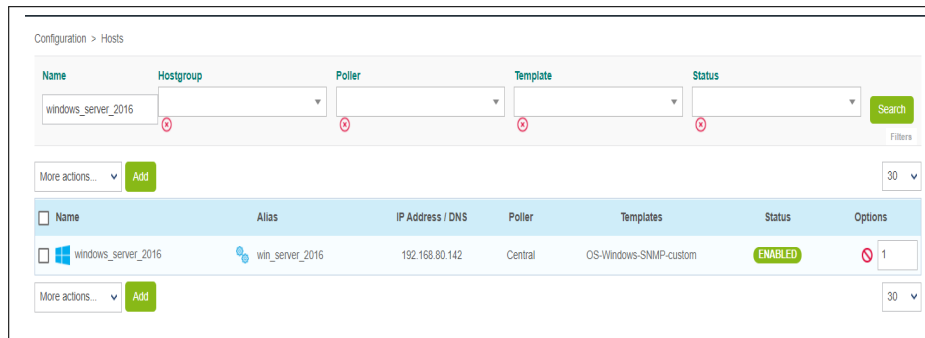 Configuration > Hosts
Name Hostgroup Poller Template Status
windows_server_2016 Search
Filters
More actions... Add 30
Name Alias IP Address / DNS Poller Templates Status Options
windows_server_2016 win_server_2016 192.168.80.142 Central OS-Windows-SNMP-custom ENABLED 1
More actions... Add 30